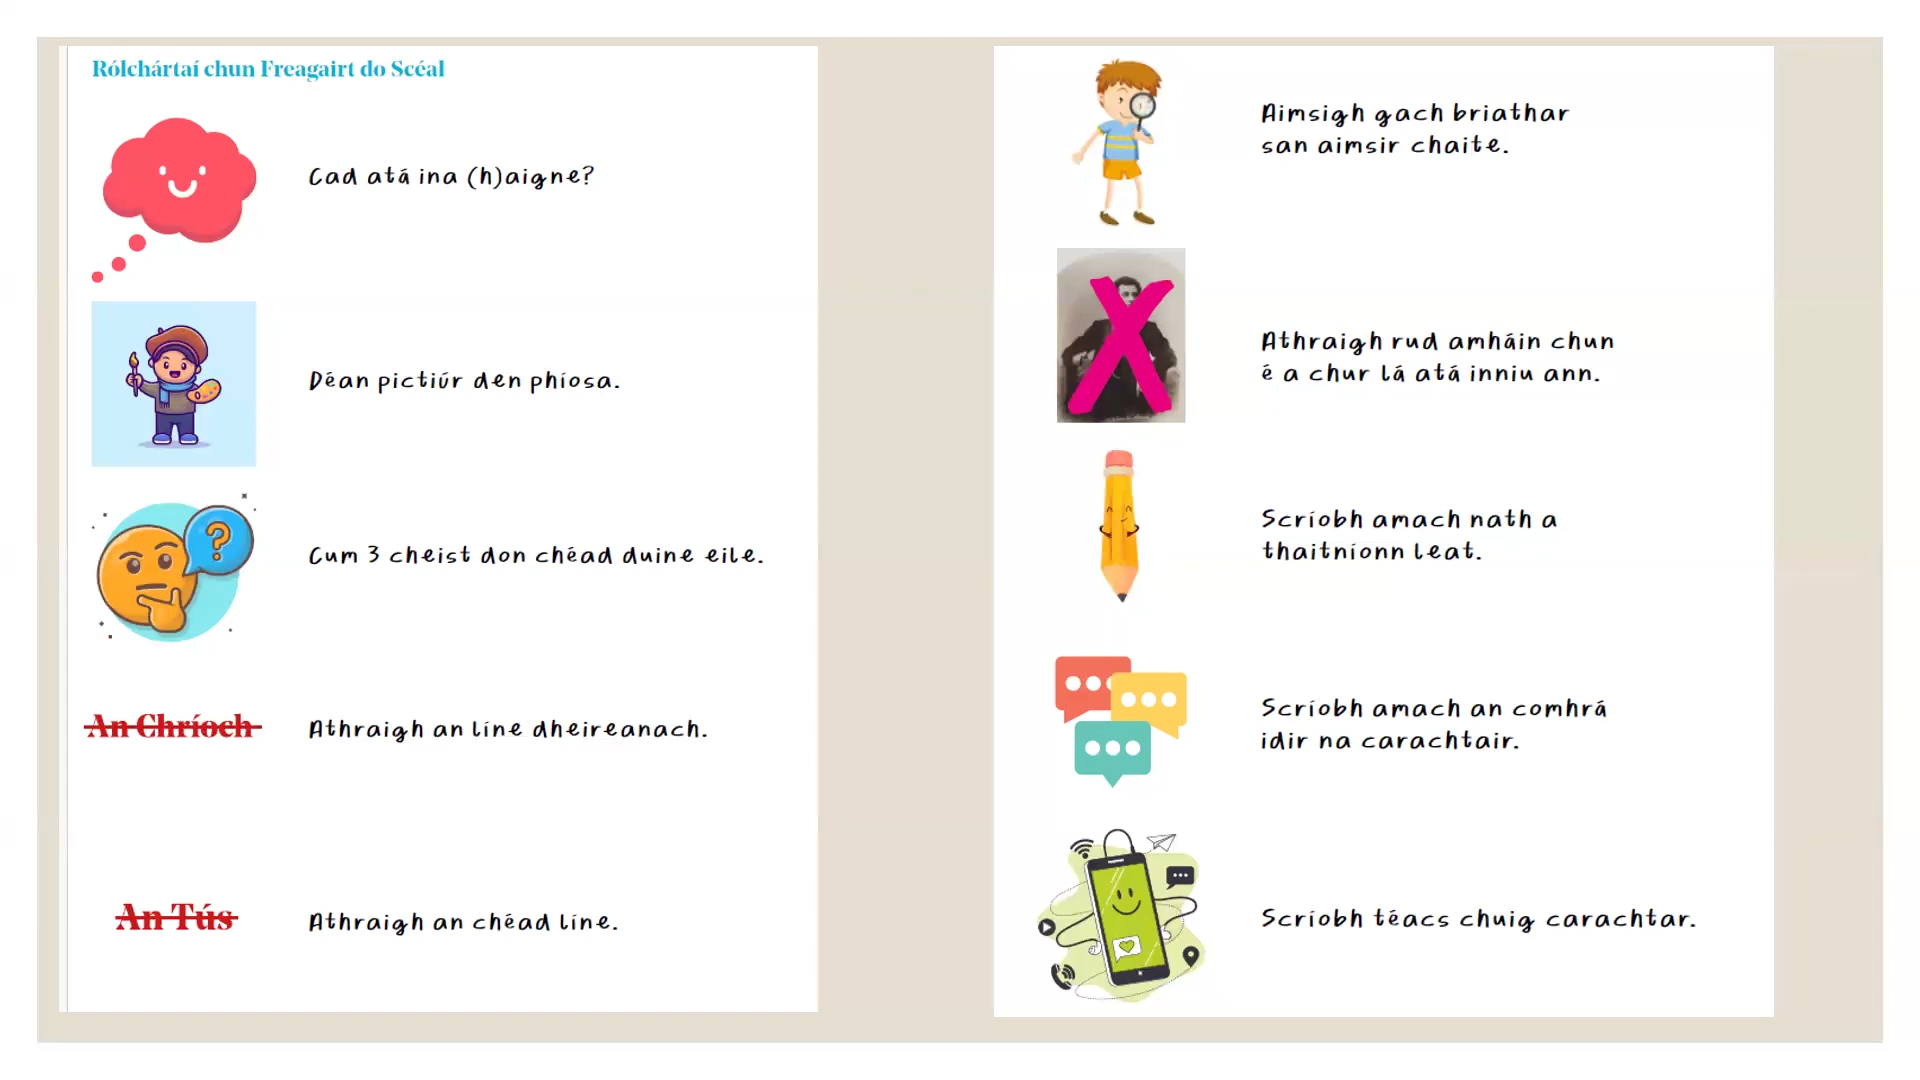 Rólchártaí chun Freagairt do Scéal
Cad atá ina (h)aigne?
Déan pictiúr den phíosa.
?
Cum 3 cheist don chéad duine eile.
An Chríoch
Athraigh an líne dheireanach.
An Tús
Athraigh an chéad líne.
Aimsigh gach briathar
san aimsir chaite.
X
Athraigh rud amháin chun
é a chur lá atá inniu ann.
Scríobh amach nath a
thaitníonn leat.
Scríobh amach an comhrá
idir na carachtair.
Scríobh téacs chuig carachtar.